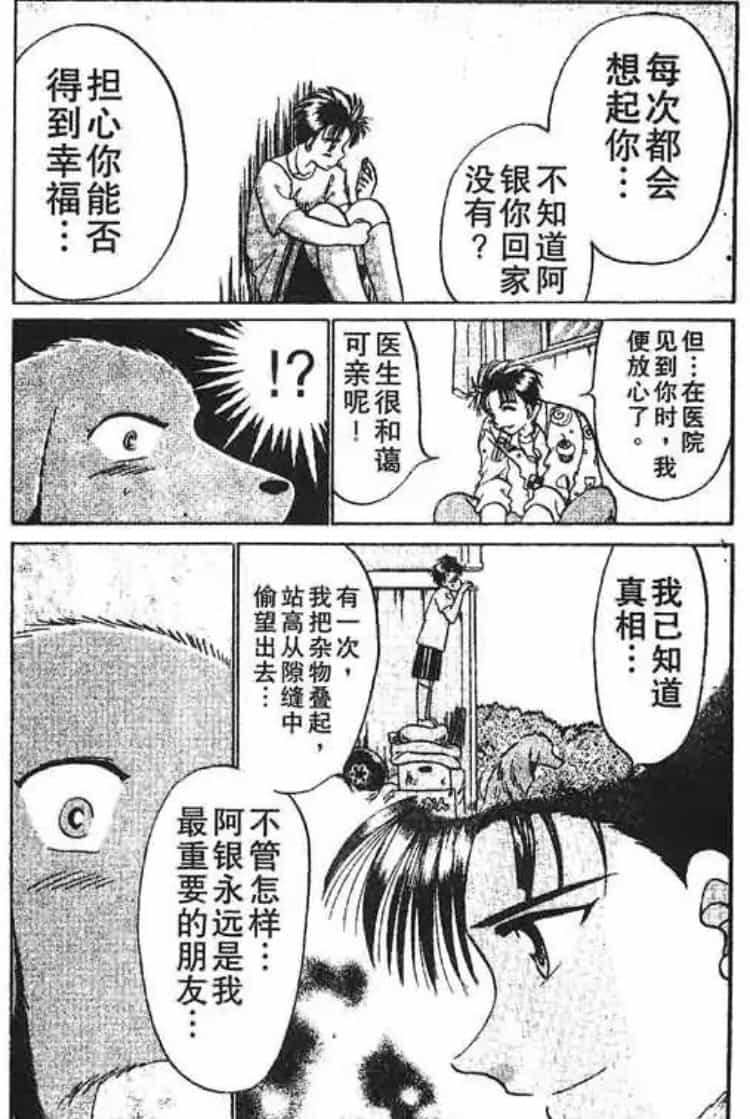 每次都会
想起你…
不知道阿
银你回家
没有？
担心你能否
得到幸福…
但…在医院
见到你时，我
便放心了。
医生很和蔼
可亲呢！
!?
我已知道
真相…
有一次，
我把杂物叠起，
站高从隙缝中
偷望出去…
不管怎样…
阿银永远是我
最重要的朋友…